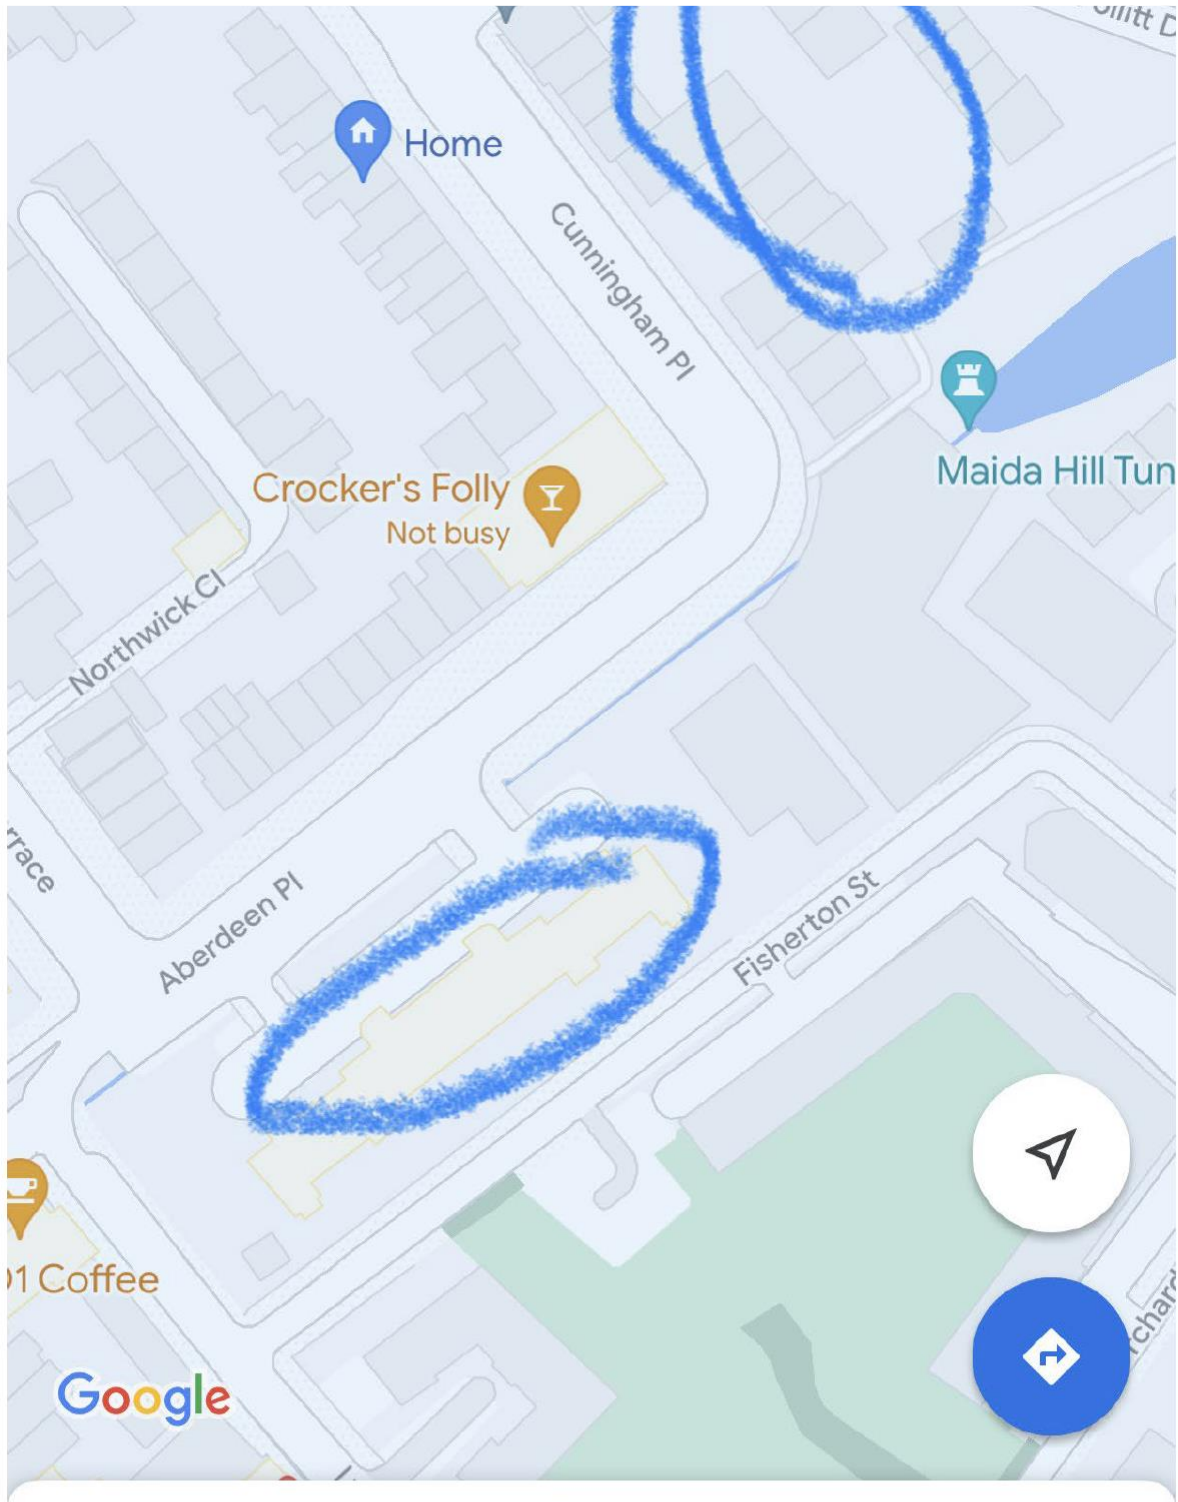 Home
Cunningham Pl
Crocker's Folly
Not busy
Maida Hill Tun
Northwick Cl
Aberdeen Pl
Fisherton St
1 Coffee
Google